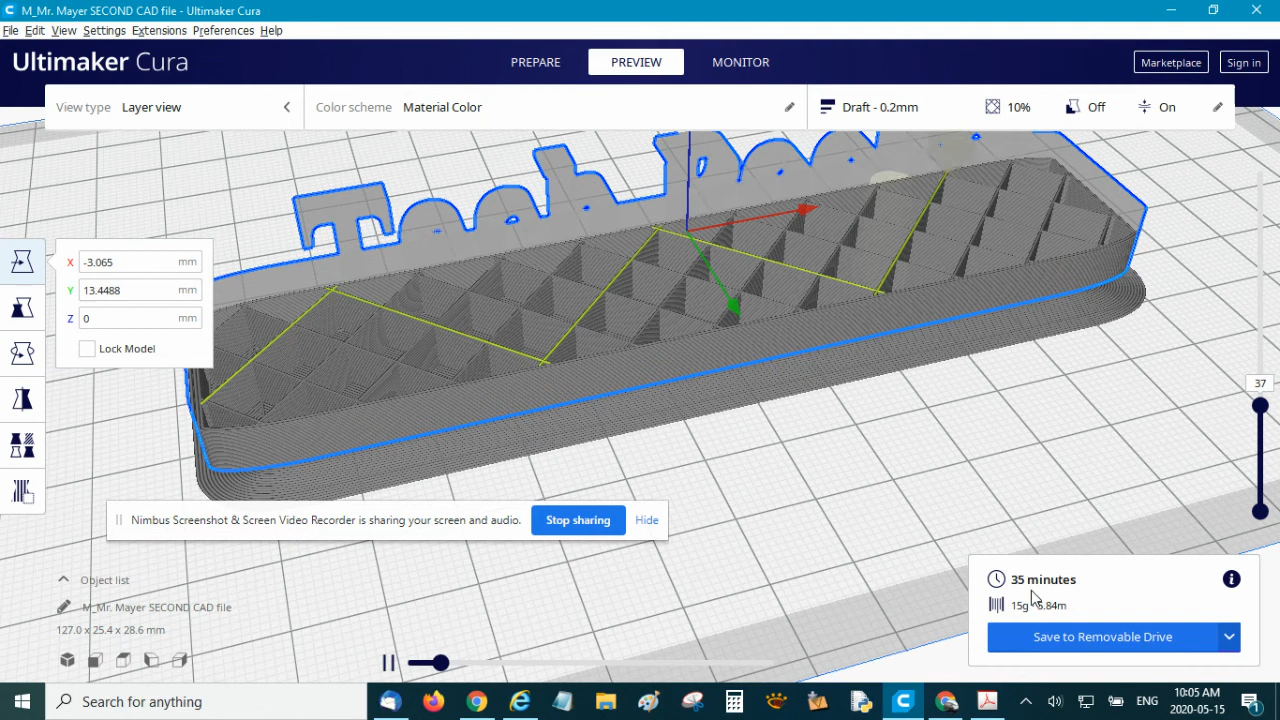 M_Mr. Mayer SECOND CAD file - Ultimaker Cura
File Edit View Settings Extensions Preferences Help
Ultimaker Cura
PREPARE
PREVIEW
MONITOR
Marketplace
Sign in
View type Layer view
Color scheme Material Color
Draft - 0.2mm
10%
Off
On
X -3.065 mm
Y 13.4488 mm
Z 0 mm
Lock Model
37
Nimbus Screenshot & Screen Video Recorder is sharing your screen and audio.
Stop sharing
Hide
Object list
M_Mr. Mayer SECOND CAD file
127.0 x 25.4 x 28.6 mm
35 minutes
15g
Save to Removable Drive
Search for anything
ENG
10:05 AM
2020-05-15
1